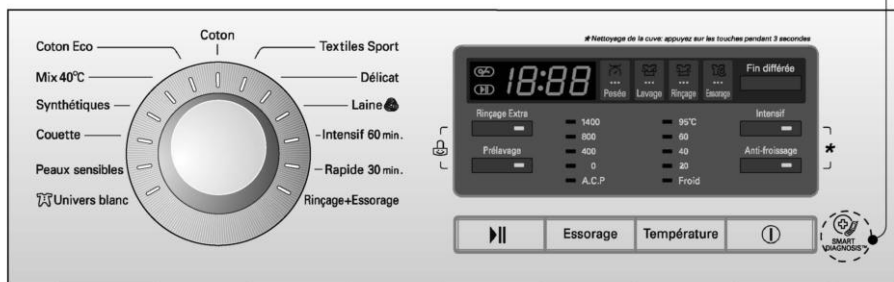 *Nettoyage de la cuve: appuyez sur les touches pendant 3 secondes
Coton
Coton Eco
Mix 40°C
Synthétiques
Couette
Peaux sensibles
Univers blanc
Textiles Sport
Délicat
Laine
Intensif 60 min.
Rapide 30 min.
Rinçage+Essorage
18:88
Pesée
Lavage
Rinçage
Essorage
Fin différée
Rinçage Extra
Prélavage
1400
800
400
0
A.C.P
95°C
60
40
20
Froid
Intensif
Anti-froissage
*
Essorage
Température
SMART
DIAGNOSIS™